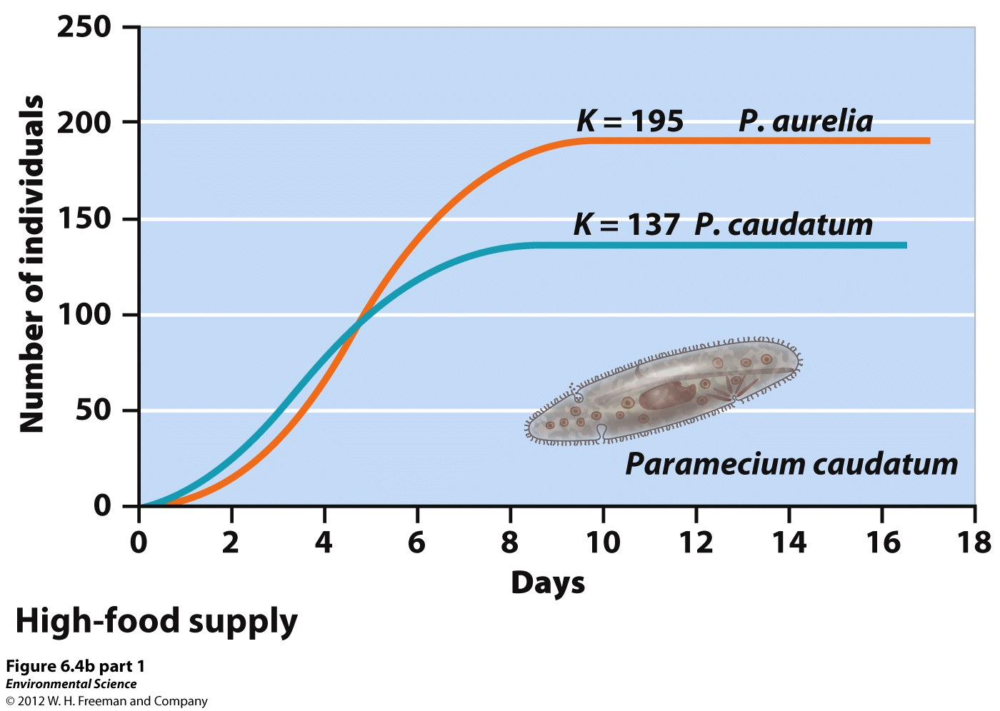 250
200
150
100
50
0
Number of individuals
K = 195 P. aurelia
K = 137 P. caudatum
Paramecium caudatum
0 2 4 6 8 10 12 14 16 18
Days
High-food supply
Figure 6.4b part 1
Environmental Science
© 2012 W. H. Freeman and Company